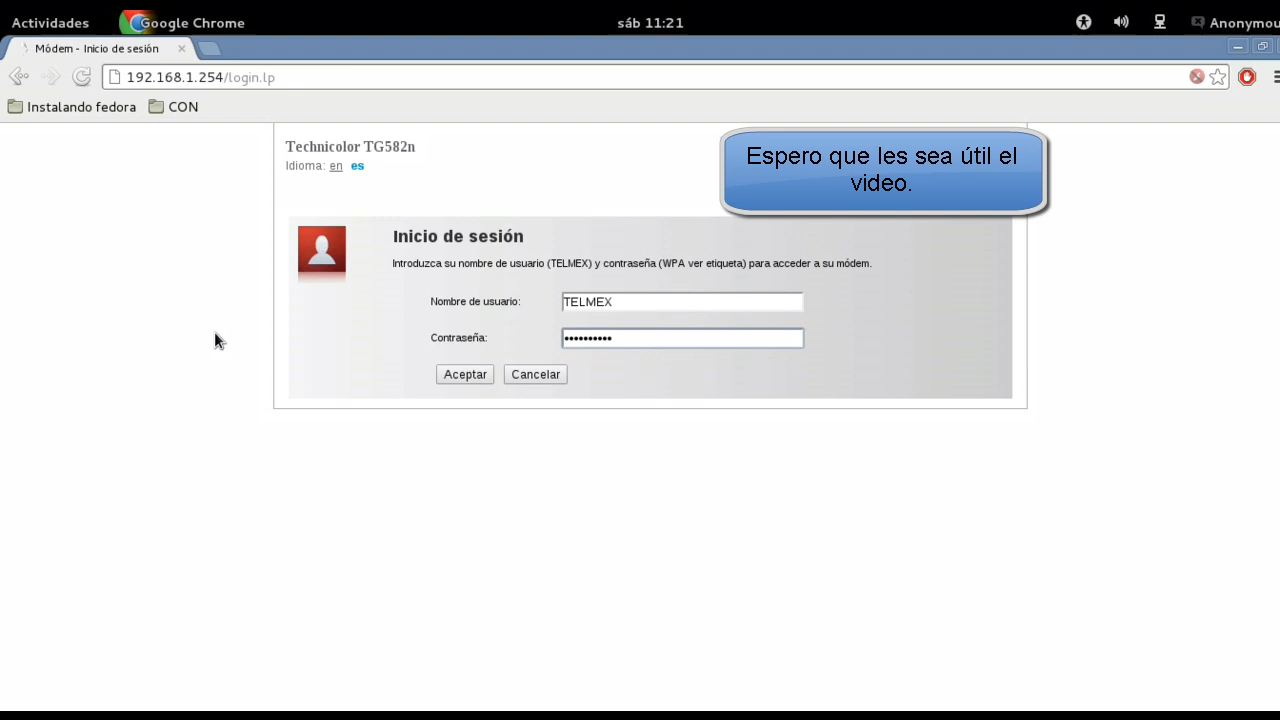 Actividades
Google Chrome
sáb 11:21
Anonymou
Módem - Inicio de sesión
192.168.1.254/login.lp
Instalando fedora
CON
Technicolor TG582n
Idioma: en es
Espero que les sea útil el
video.
Inicio de sesión
Introduzca su nombre de usuario (TELMEX) y contraseña (WPA ver etiqueta) para acceder a su módem.
Nombre de usuario: TELMEX
Contraseña: ••••••••••
Aceptar
Cancelar